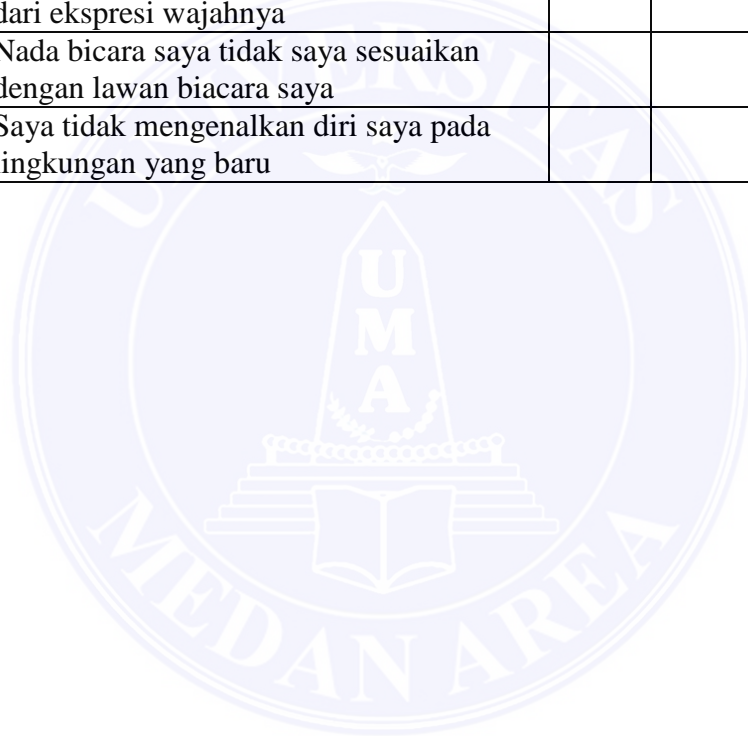 dari ekspresi wajahnya
Nada bicara saya tidak saya sesuaikan
dengan lawan biacara saya
Saya tidak mengenalkan diri saya pada
lingkungan yang baru
UNIVERSITAS
UMA
MEDAN AREA